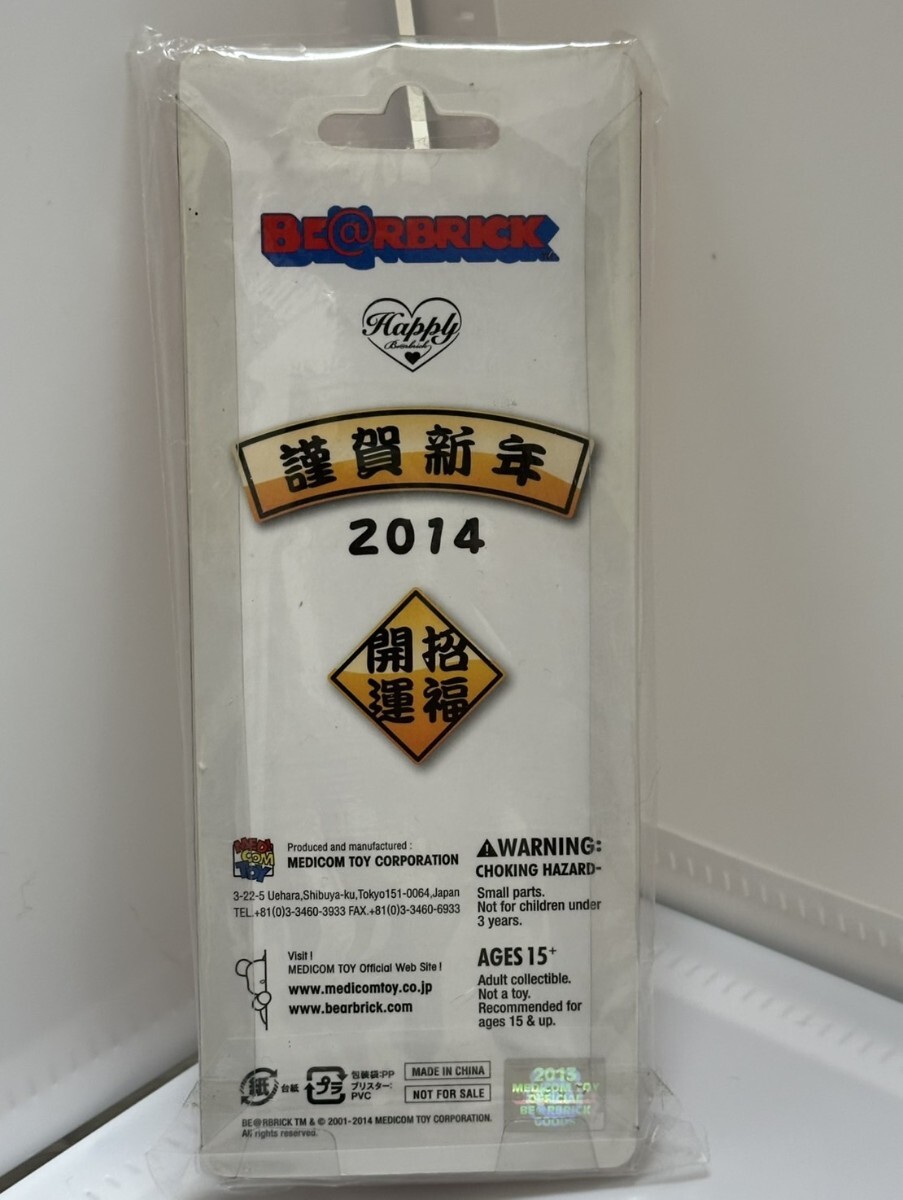 BE@RBRICK
Happy
Be@rbrick
謹賀新年
2014
開招
運福
MEDI
COM
TOY
Produced and manufactured :
MEDICOM TOY CORPORATION
3-22-5 Uehara,Shibuya-ku,Tokyo151-0064,Japan
TEL.+81(0)3-3460-3933 FAX.+81(0)3-3460-6933
Visit !
MEDICOM TOY Official Web Site !
www.medicomtoy.co.jp
www.bearbrick.com
WARNING:
CHOKING HAZARD-
Small parts.
Not for children under
3 years.
AGES 15+
Adult collectible.
Not a toy.
Recommended for
ages 15 & up.
紙 台紙
プラ
包装袋:PP
ブリスター:
PVC
MADE IN CHINA
NOT FOR SALE
BE@RBRICK TM & © 2001-2014 MEDICOM TOY CORPORATION.
All rights reserved.
2013
MEDICOM TOY
OFFICIAL
BE@RBRICK
GOODS